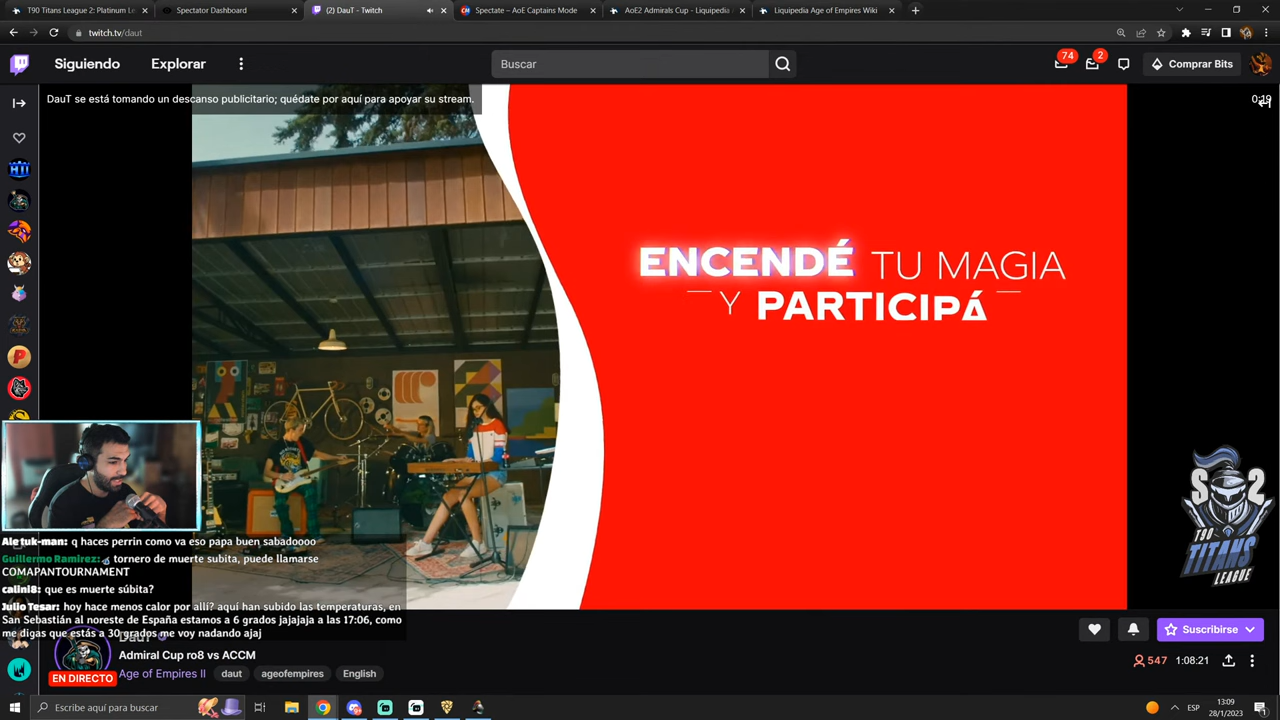 T90 Titans League 2: Platinum Le
Spectator Dashboard
(2) DauT - Twitch
Spectate – AoE Captains Mode
AoE2 Admirals Cup - Liquipedia
Liquipedia Age of Empires Wiki
twitch.tv/daut
Siguiendo
Explorar
Buscar
74
2
Comprar Bits
DauT se está tomando un descanso publicitario; quédate por aquí para apoyar su stream.
ENCENDÉ TU MAGIA
Y PARTICIPÁ
S 2
T90
TITANS
LEAGUE
Ale tuk-man: q haces perrin como va eso papa buen sabadoooo
Guillermo Ramirez: tornero de muerte subita, puede llamarse
COMAPANTOURNAMENT
calini8: que es muerte súbita?
Julio Tesar: hoy hace menos calor por allí? aquí han subido las temperaturas, en
San Sebastián al noreste de España estamos a 6 grados jajajaja a las 17:06, como
me digas que estás a 30 grados me voy nadando ajaj
DauT
Admiral Cup ro8 vs ACCM
Age of Empires II
daut
ageofempires
English
EN DIRECTO
Suscribirse
547
1:08:21
Escribe aquí para buscar
ESP
13:09
28/1/2023
1